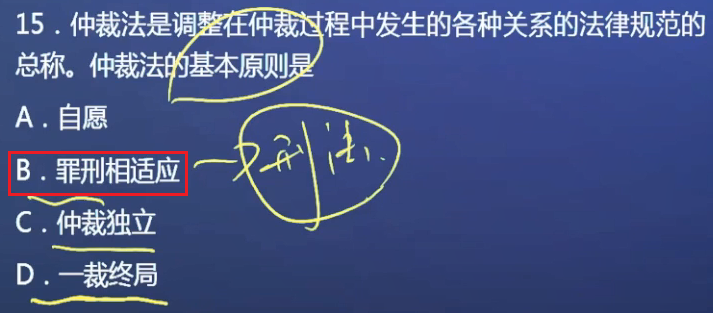 15．仲裁法是调整在仲裁过程中发生的各种关系的法律规范的
总称。仲裁法的基本原则是
A．自愿
B．罪刑相适应
刑法
C．仲裁独立
D．一裁终局